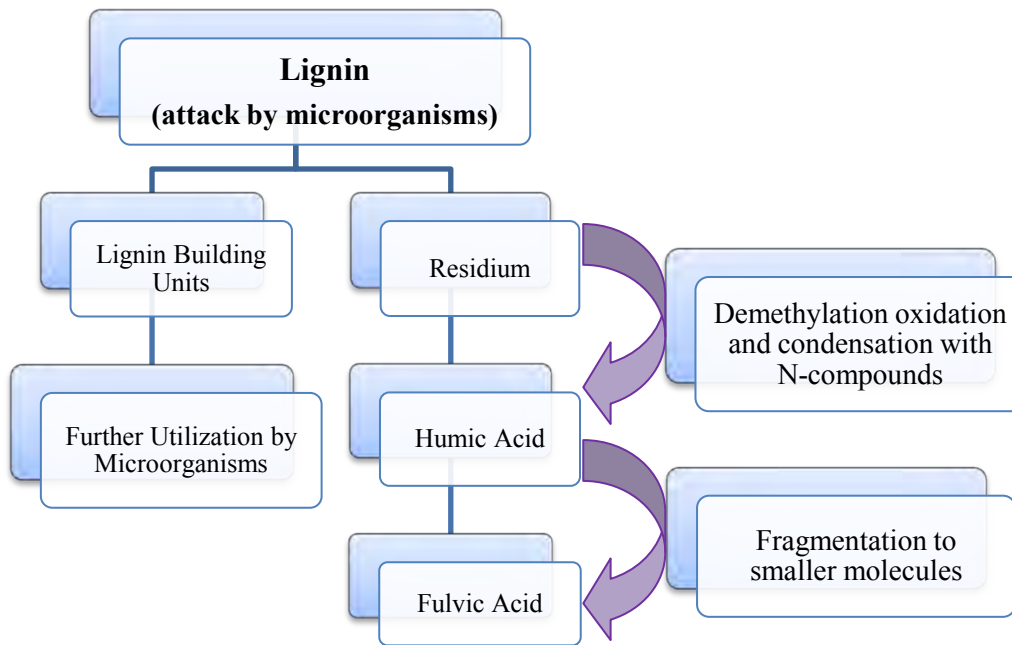 Lignin
(attack by microorganisms)
Lignin Building
Units
Residium
Demethylation oxidation
and condensation with
N-compounds
Further Utilization by
Microorganisms
Humic Acid
Fragmentation to
smaller molecules
Fulvic Acid